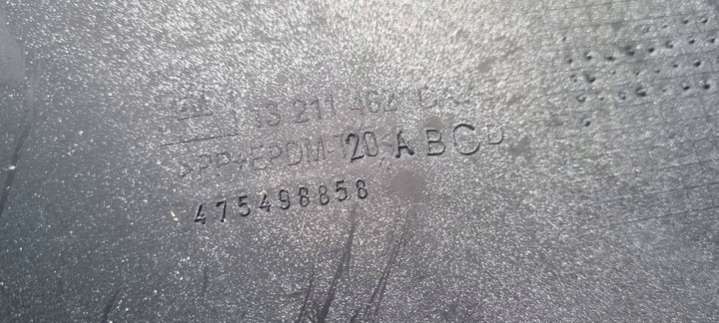 13 211 462
>PP+EPDM-T20< A B C D
475498858